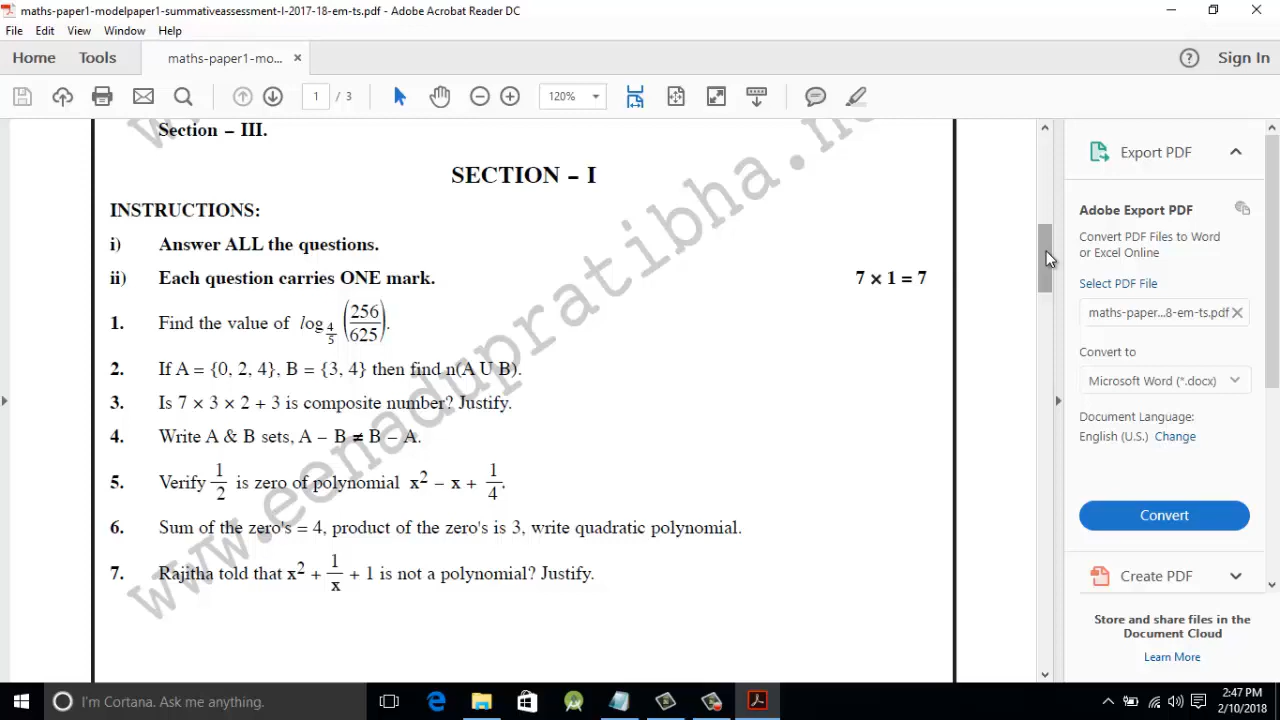 maths-paper1-modelpaper1-summativeassessment-I-2017-18-em-ts.pdf - Adobe Acrobat Reader DC
File Edit View Window Help
Home Tools maths-paper1-mo... × Sign In
1 / 3 120%
Section – III.
SECTION – I
INSTRUCTIONS:
i) Answer ALL the questions.
ii) Each question carries ONE mark. 7 × 1 = 7
1. Find the value of log 4/5 (256/625).
2. If A = {0, 2, 4}, B = {3, 4} then find n(A U B).
3. Is 7 × 3 × 2 + 3 is composite number? Justify.
4. Write A & B sets, A – B ≠ B – A.
5. Verify 1/2 is zero of polynomial x² – x + 1/4.
6. Sum of the zero's = 4, product of the zero's is 3, write quadratic polynomial.
7. Rajitha told that x² + 1/x + 1 is not a polynomial? Justify.
www.eenadupratibha.ne
Export PDF
Adobe Export PDF
Convert PDF Files to Word
or Excel Online
Select PDF File
maths-paper...8-em-ts.pdf ×
Convert to
Microsoft Word (*.docx)
Document Language:
English (U.S.) Change
Convert
Create PDF
Store and share files in the
Document Cloud
Learn More
I'm Cortana. Ask me anything.
2:47 PM
2/10/2018